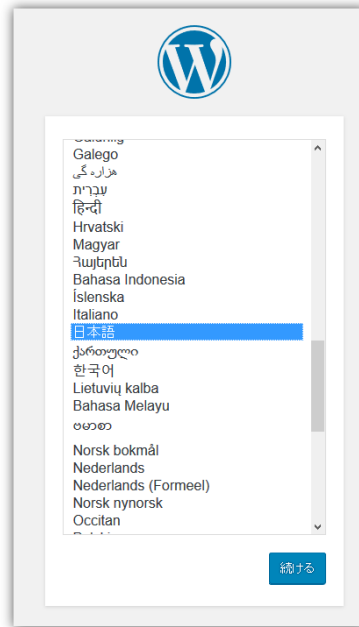 Galego
هزاره گی
עִבְרִית
हिन्दी
Hrvatski
Magyar
Հայերեն
Bahasa Indonesia
Íslenska
Italiano
日本語
ქართული
한국어
Lietuvių kalba
Bahasa Melayu
ဗမာစာ
Norsk bokmål
Nederlands
Nederlands (Formeel)
Norsk nynorsk
Occitan
続ける